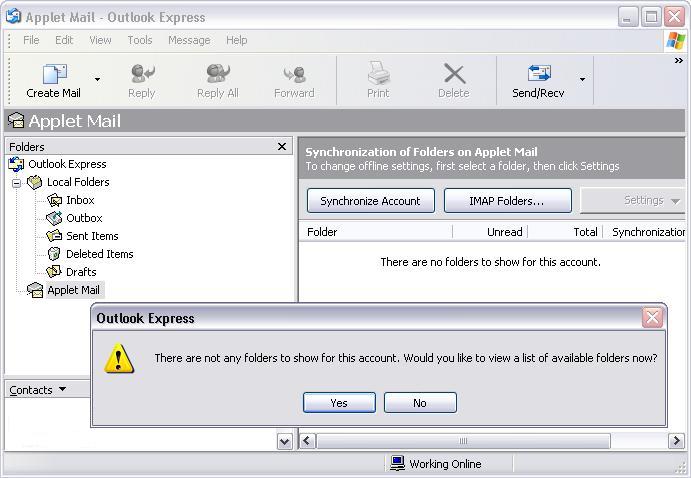 Applet Mail - Outlook Express
File Edit View Tools Message Help
Create Mail Reply Reply All Forward Print Delete Send/Recv
Applet Mail
Folders
Outlook Express
Local Folders
Inbox
Outbox
Sent Items
Deleted Items
Drafts
Applet Mail
Contacts
Synchronization of Folders on Applet Mail
To change offline settings, first select a folder, then click Settings
Synchronize Account IMAP Folders... Settings
Folder Unread Total Synchronization
There are no folders to show for this account.
Outlook Express
There are not any folders to show for this account. Would you like to view a list of available folders now?
Yes No
Working Online